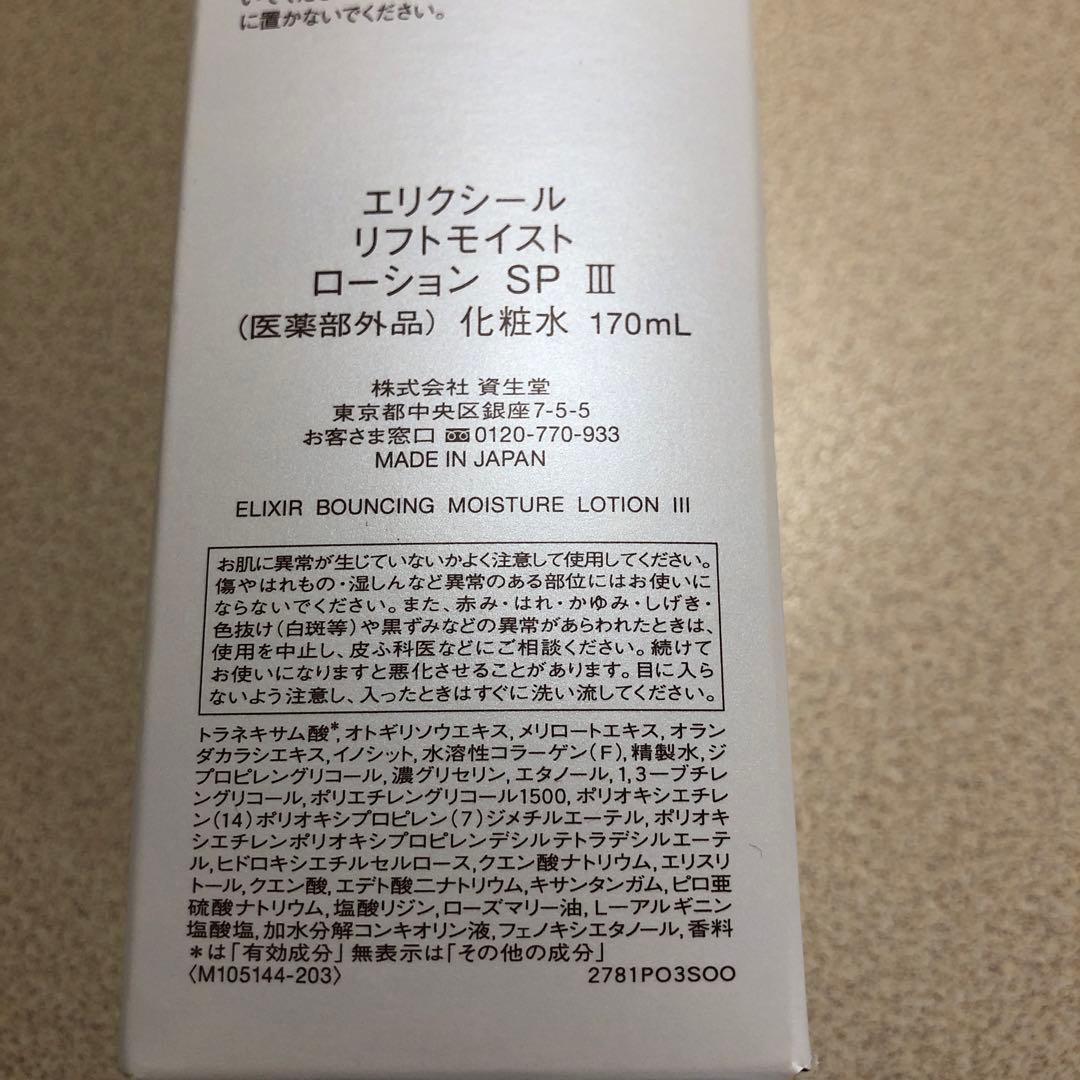 に置かないでください。
エリクシール
リフトモイスト
ローション SP Ⅲ
(医薬部外品) 化粧水 170mL
株式会社 資生堂
東京都中央区銀座7-5-5
お客さま窓口 0120-770-933
MADE IN JAPAN
ELIXIR BOUNCING MOISTURE LOTION III
お肌に異常が生じていないかよく注意して使用してください。
傷やはれもの・湿しんなど異常のある部位にはお使いに
ならないでください。また、赤み・はれ・かゆみ・しげき・
色抜け(白斑等)や黒ずみなどの異常があらわれたときは、
使用を中止し、皮ふ科医などにご相談ください。続けて
お使いになりますと悪化させることがあります。目に入ら
ないよう注意し、入ったときはすぐに洗い流してください。
トラネキサム酸*,オトギリソウエキス,メリロートエキス,オラン
ダカラシエキス,イノシット,水溶性コラーゲン(F),精製水,ジ
プロピレングリコール,濃グリセリン,エタノール,1,3ーブチレ
ングリコール,ポリエチレングリコール1500,ポリオキシエチレ
ン(14)ポリオキシプロピレン(7)ジメチルエーテル,ポリオキ
シエチレンポリオキシプロピレンデシルテトラデシルエーテ
ル,ヒドロキシエチルセルロース,クエン酸ナトリウム,エリスリ
トール,クエン酸,エデト酸二ナトリウム,キサンタンガム,ピロ亜
硫酸ナトリウム,塩酸リジン,ローズマリー油,Lーアルギニン
塩酸塩,加水分解コンキオリン液,フェノキシエタノール,香料
*は「有効成分」無表示は「その他の成分」
〈M105144-203〉 2781PO3SOO